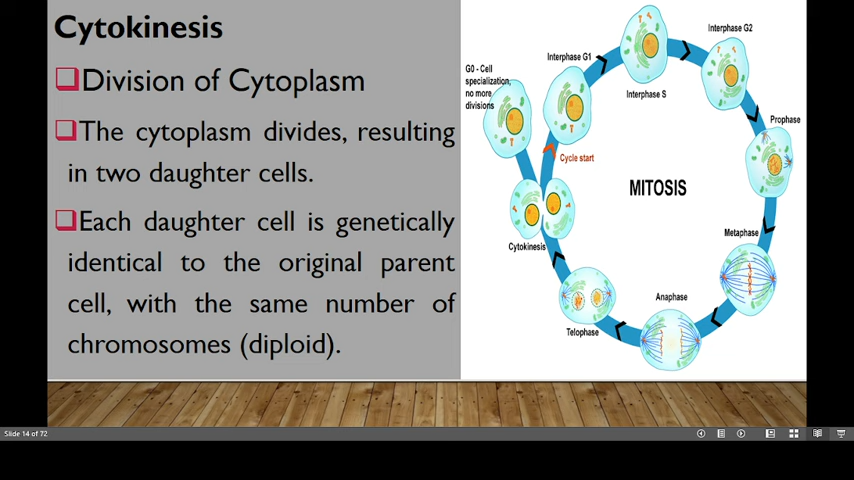 Cytokinesis
Division of Cytoplasm
The cytoplasm divides, resulting
in two daughter cells.
Each daughter cell is genetically
identical to the original parent
cell, with the same number of
chromosomes (diploid).
Interphase G2
Interphase G1
G0 - Cell
specialization,
no more
divisions
Interphase S
Prophase
Cycle start
MITOSIS
Metaphase
Cytokinesis
Anaphase
Telophase
Slide 14 of 72